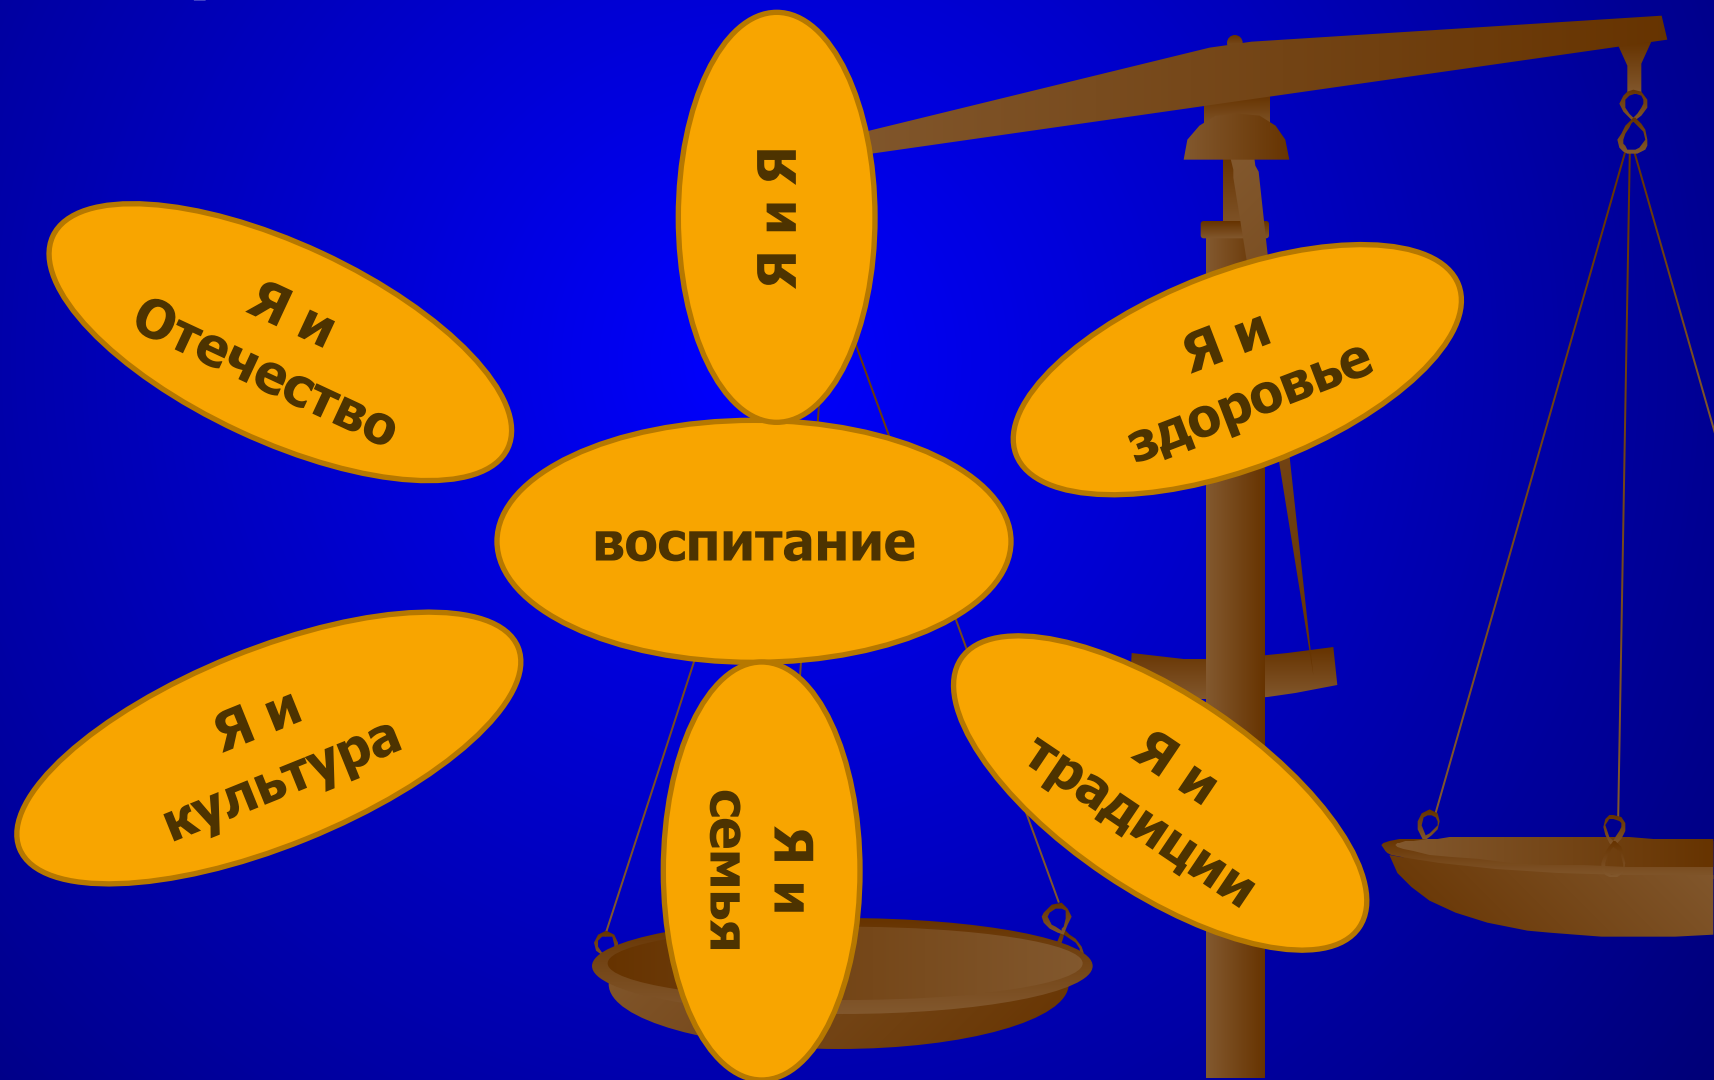 Я и Я
Я и
Отечество
Я и
здоровье
воспитание
Я и
культура
Я и
семья
Я и
традиции